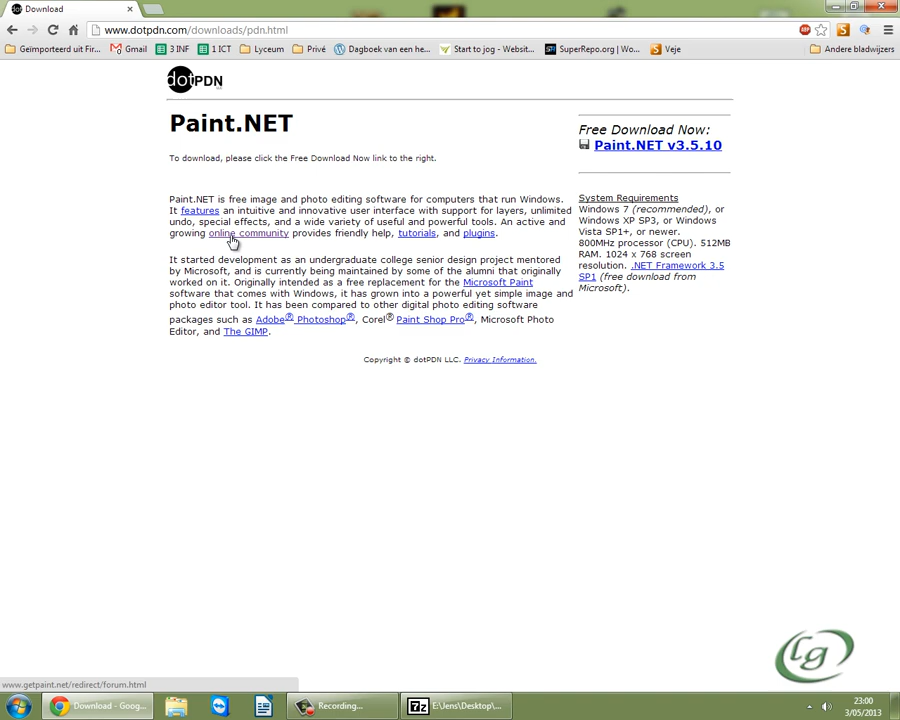 Download
www.dotpdn.com/downloads/pdn.html
Geïmporteerd uit Fir... Gmail 3 INF 1 ICT Lyceum Privé Dagboek van een he... Start to jog - Websit... SuperRepo.org | Wo... Veje Andere bladwijzers
dotPDN LLC
Paint.NET
To download, please click the Free Download Now link to the right.
Free Download Now:
Paint.NET v3.5.10
Paint.NET is free image and photo editing software for computers that run Windows.
It features an intuitive and innovative user interface with support for layers, unlimited
undo, special effects, and a wide variety of useful and powerful tools. An active and
growing online community provides friendly help, tutorials, and plugins.
It started development as an undergraduate college senior design project mentored
by Microsoft, and is currently being maintained by some of the alumni that originally
worked on it. Originally intended as a free replacement for the Microsoft Paint
software that comes with Windows, it has grown into a powerful yet simple image and
photo editor tool. It has been compared to other digital photo editing software
packages such as Adobe® Photoshop®, Corel® Paint Shop Pro®, Microsoft Photo
Editor, and The GIMP.
System Requirements
Windows 7 (recommended), or
Windows XP SP3, or Windows
Vista SP1+, or newer.
800MHz processor (CPU). 512MB
RAM. 1024 x 768 screen
resolution. .NET Framework 3.5
SP1 (free download from
Microsoft).
Copyright © dotPDN LLC. Privacy Information.
lg
www.getpaint.net/redirect/forum.html
Download - Goog... Recording... 7z E:\Jens\Desktop\...
23:00
3/05/2013